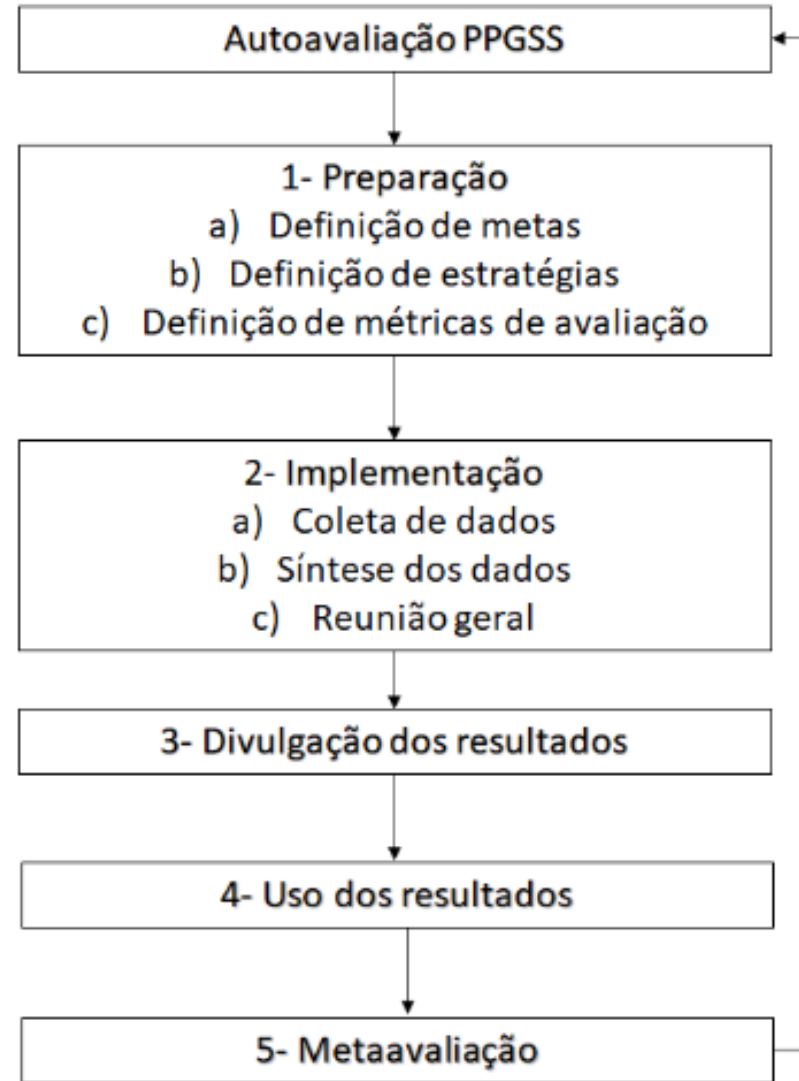 Autoavaliação PPGSS
1- Preparação
a) Definição de metas
b) Definição de estratégias
c) Definição de métricas de avaliação
2- Implementação
a) Coleta de dados
b) Síntese dos dados
c) Reunião geral
3- Divulgação dos resultados
4- Uso dos resultados
5- Metaavaliação